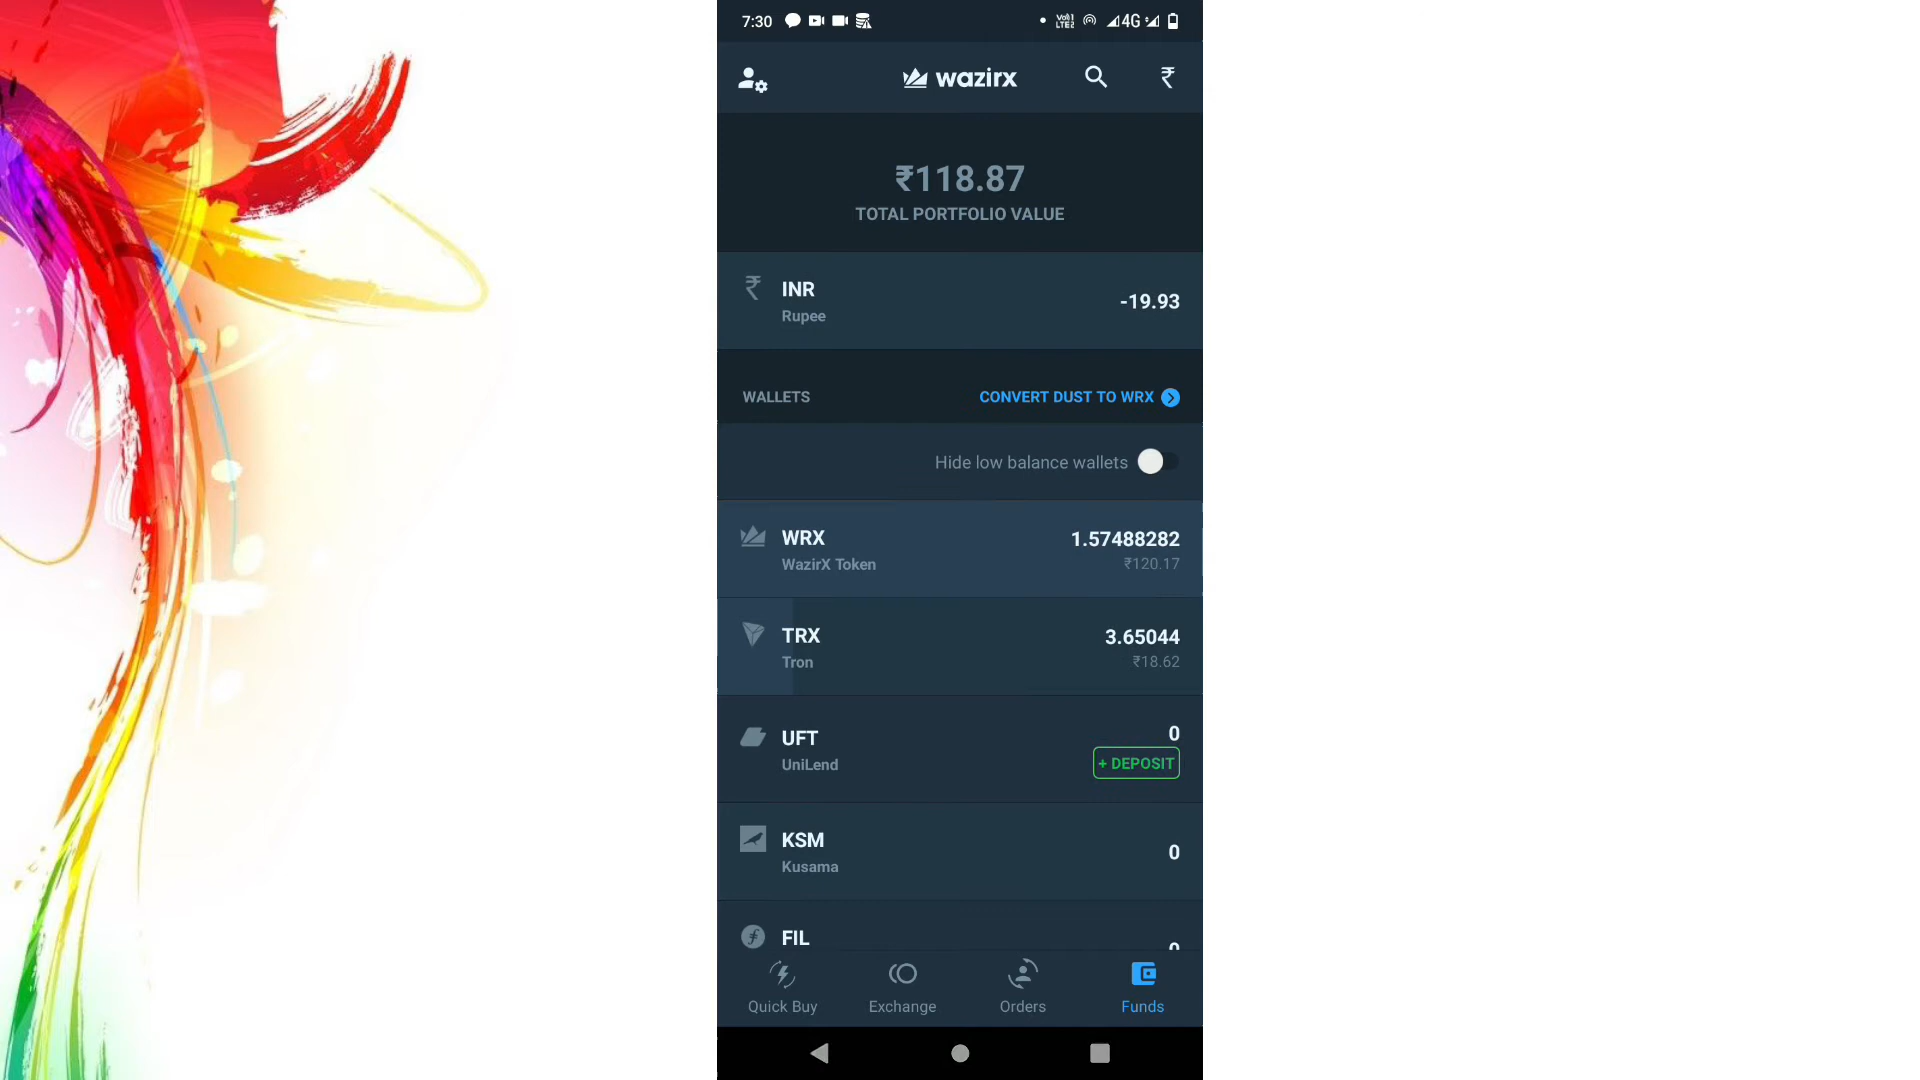 7:30
4G
wazirx
₹
₹118.87
TOTAL PORTFOLIO VALUE
INR
Rupee
-19.93
WALLETS
CONVERT DUST TO WRX
Hide low balance wallets
WRX
WazirX Token
1.57488282
₹120.17
TRX
Tron
3.65044
₹18.62
UFT
UniLend
0
+ DEPOSIT
KSM
Kusama
0
FIL
Quick Buy
Exchange
Orders
Funds